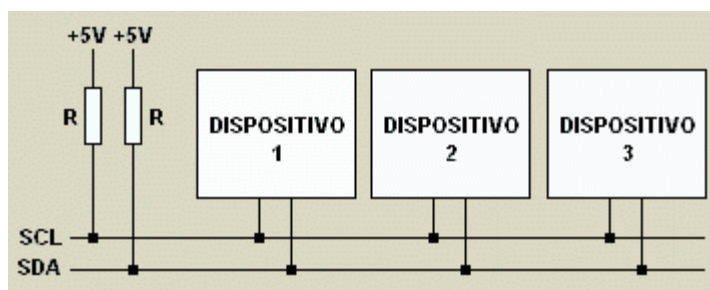 +5V +5V
R R
DISPOSITIVO
1
DISPOSITIVO
2
DISPOSITIVO
3
SCL
SDA